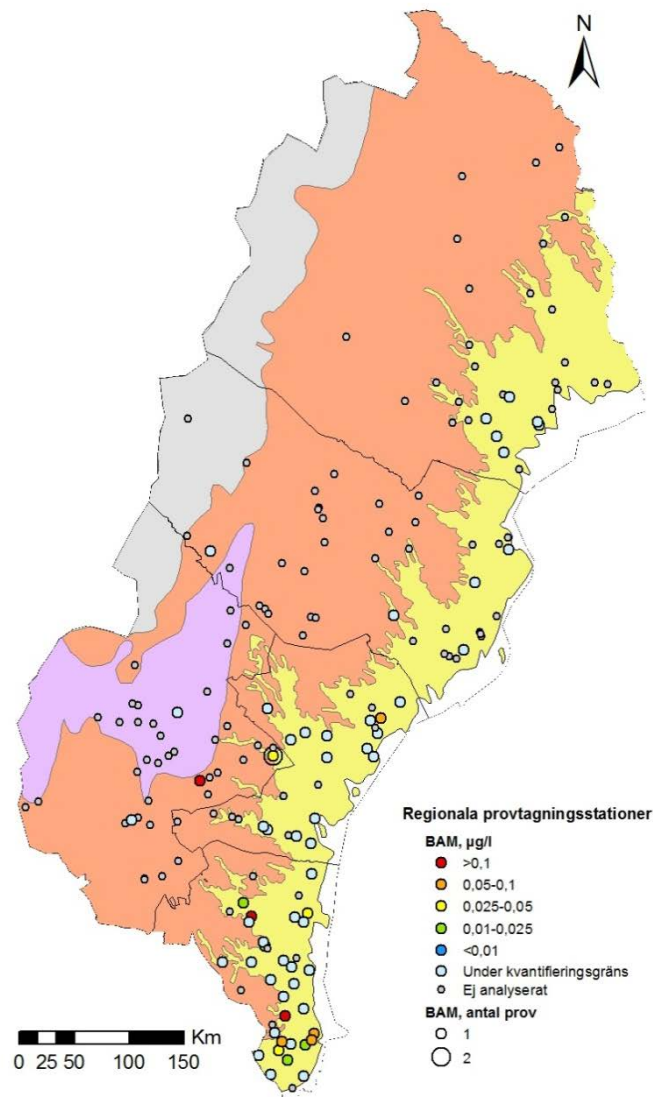 N
Regionala provtagningsstationer
BAM, µg/l
>0,1
0,05-0,1
0,025-0,05
0,01-0,025
<0,01
Under kvantifieringsgräns
Ej analyserat
BAM, antal prov
1
2
Km
0 25 50 100 150